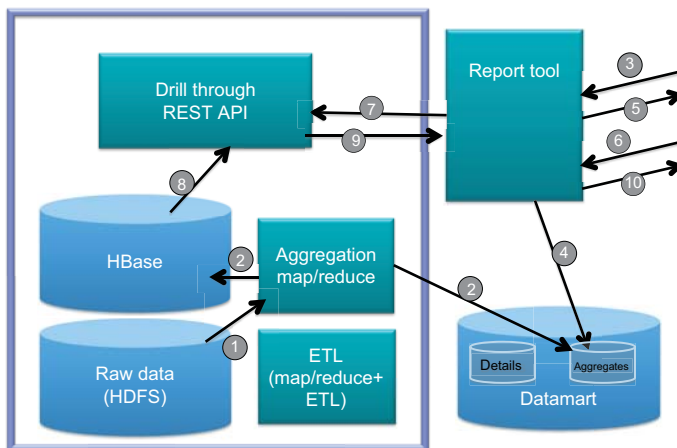 Drill through
REST API
Report tool
3
7
5
9
6
8
10
HBase
2
Aggregation
map/reduce
4
2
1
Raw data
(HDFS)
ETL
(map/reduce+
ETL)
Details
Aggregates
Datamart